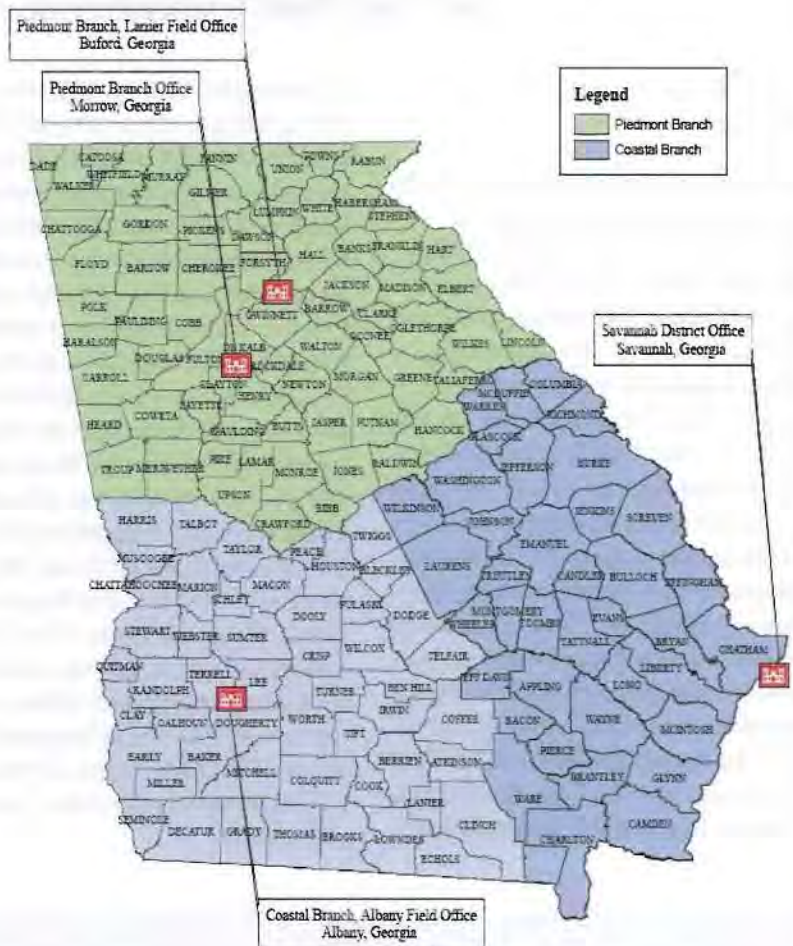 Piedmont Branch, Lanier Field Office
Buford, Georgia
Piedmont Branch Office
Morrow, Georgia
Legend
Piedmont Branch
Coastal Branch
Savannah District Office
Savannah, Georgia
DADE
CATOOSA
WHITFIELD
MURRAY
FANNIN
UNION
TOWNS
RABUN
WALKER
GILMER
LUMPKIN
WHITE
HABERSHAM
STEPHENS
CHATTOOGA
GORDON
PICKENS
DAWSON
HALL
BANKS
FRANKLIN
HART
FLOYD
BARTOW
CHEROKEE
FORSYTH
JACKSON
MADISON
ELBERT
POLK
PAULDING
COBB
GWINNETT
BARROW
CLARKE
OCONEE
OGLETHORPE
HARALSON
DOUGLAS
FULTON
DEKALB
ROCKDALE
WALTON
WILKES
LINCOLN
CARROLL
CLAYTON
HENRY
NEWTON
MORGAN
GREENE
TALIAFERRO
COLUMBIA
MCDUFFIE
WARREN
RICHMOND
HEARD
COWETA
FAYETTE
SPAULDING
BUTTS
JASPER
PUTNAM
HANCOCK
GLASCOCK
TROUP
MERIWETHER
PIKE
LAMAR
MONROE
JONES
BALDWIN
WASHINGTON
JEFFERSON
BURKE
UPSON
BIBB
CRAWFORD
WILKINSON
JOHNSON
JENKINS
SCREVEN
HARRIS
TALBOT
TAYLOR
PEACH
TWIGGS
HOUSTON
BLECKLEY
LAURENS
EMANUEL
MUSCOGEE
CHATTAHOOCHEE
MARION
SCHLEY
MACON
TREUTLEN
CANDLER
BULLOCH
EFFINGHAM
DOOLY
PULASKI
DODGE
MONTGOMERY
WHEELER
TOOMBS
EVANS
STEWART
WEBSTER
SUMTER
CRISP
WILCOX
TELFAIR
TATTNALL
BRYAN
CHATHAM
QUITMAN
RANDOLPH
TERRELL
LEE
TURNER
BEN HILL
JEFF DAVIS
APPLING
LONG
LIBERTY
CLAY
CALHOUN
DOUGHERTY
WORTH
TIFT
IRWIN
COFFEE
BACON
WAYNE
MCINTOSH
EARLY
BAKER
MITCHELL
COLQUITT
COOK
BERRIEN
ATKINSON
PIERCE
BRANTLEY
GLYNN
MILLER
LANIER
WARE
SEMINOLE
DECATUR
GRADY
THOMAS
BROOKS
LOWNDES
CLINCH
ECHOLS
CHARLTON
CAMDEN
Coastal Branch, Albany Field Office
Albany, Georgia